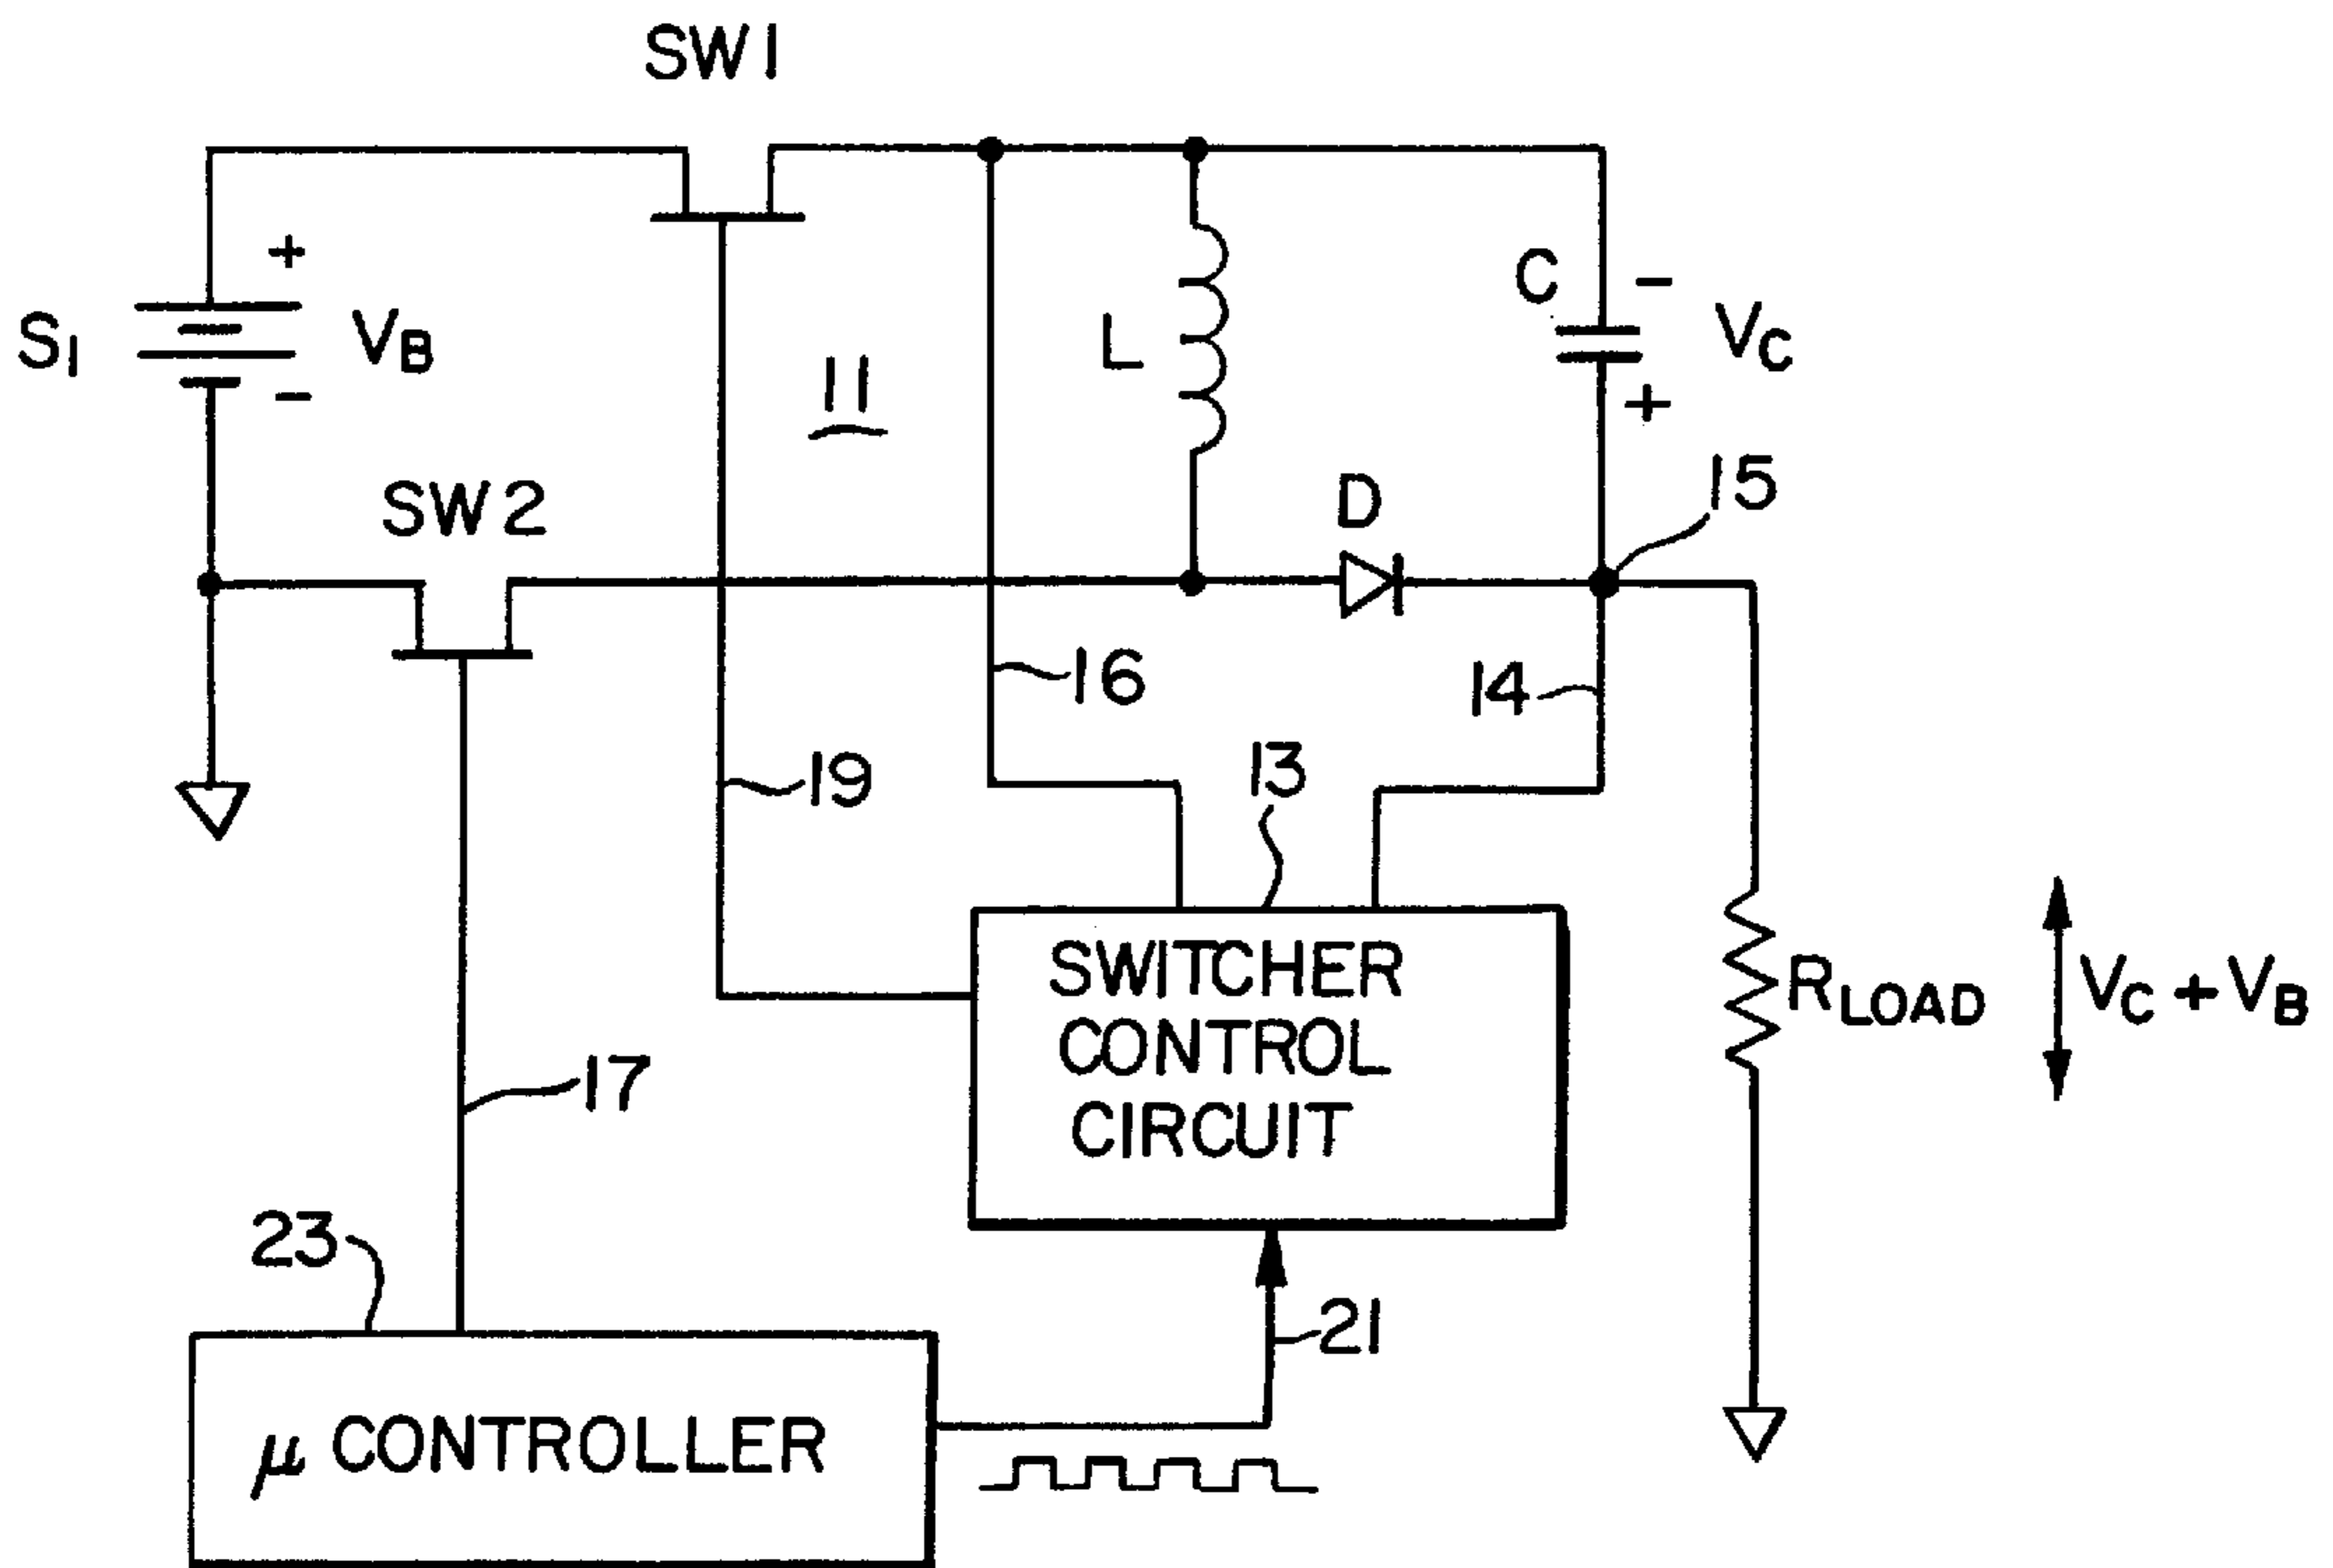 SW1
+
S1
VB
-
11
L
C
-
VC
+
15
SW2
D
16
14
19
13
SWITCHER
CONTROL
CIRCUIT
RLOAD
VC + VB
17
23
21
μ CONTROLLER